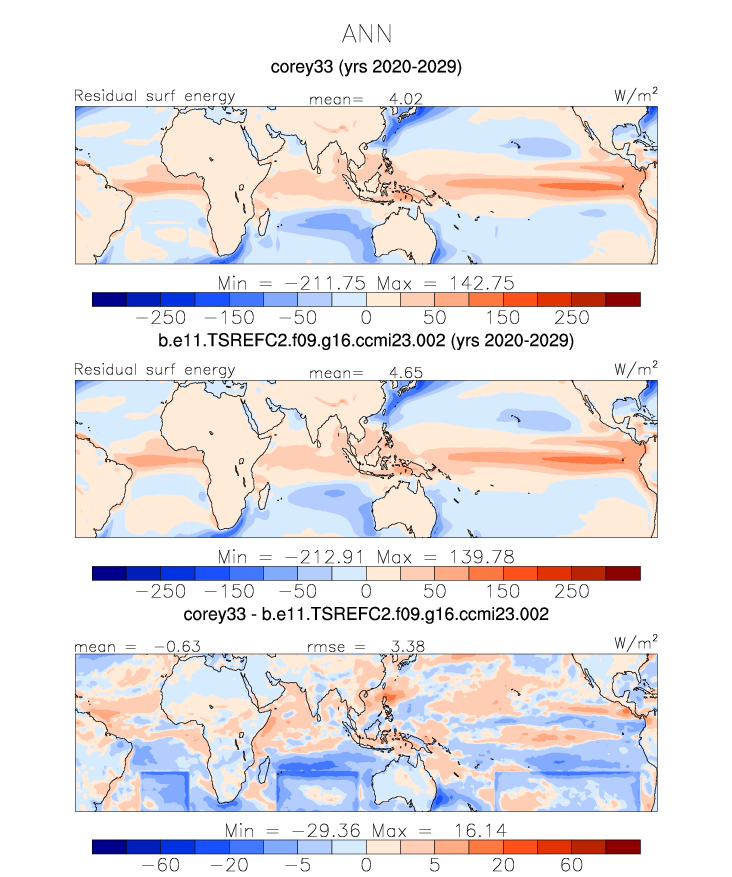 ANN
corey33 (yrs 2020-2029)
Residual surf energy mean= 4.02 W/m²
Min = −211.75 Max = 142.75
−250 −150 −50 0 50 150 250
b.e11.TSREFC2.f09.g16.ccmi23.002 (yrs 2020-2029)
Residual surf energy mean= 4.65 W/m²
Min = −212.91 Max = 139.78
−250 −150 −50 0 50 150 250
corey33 - b.e11.TSREFC2.f09.g16.ccmi23.002
mean = −0.63 rmse = 3.38 W/m²
Min = −29.36 Max = 16.14
−60 −20 −5 0 5 20 60